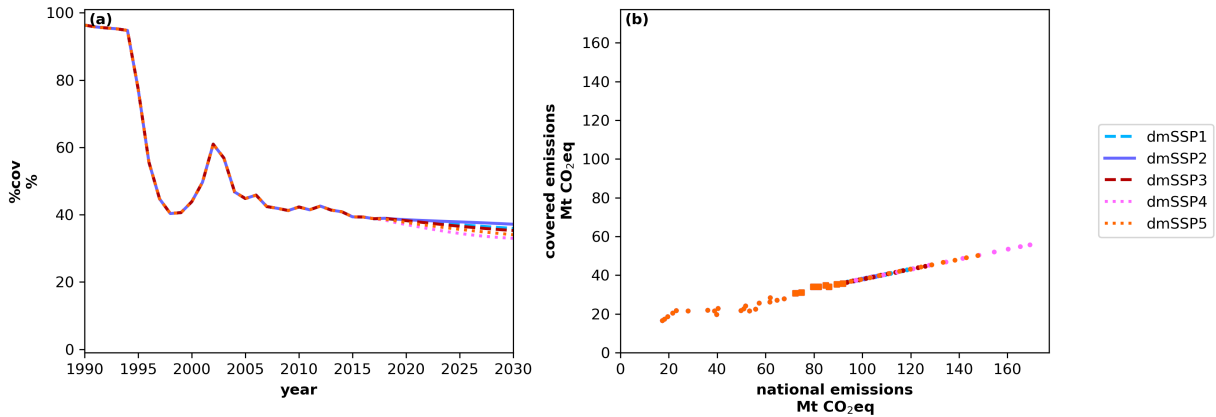 (a)
100
80
60
40
20
0
%cov
%
1990 1995 2000 2005 2010 2015 2020 2025 2030
year
(b)
160
140
120
100
80
60
40
20
0
covered emissions
Mt CO₂eq
0 20 40 60 80 100 120 140 160
national emissions
Mt CO₂eq
dmSSP1
dmSSP2
dmSSP3
dmSSP4
dmSSP5